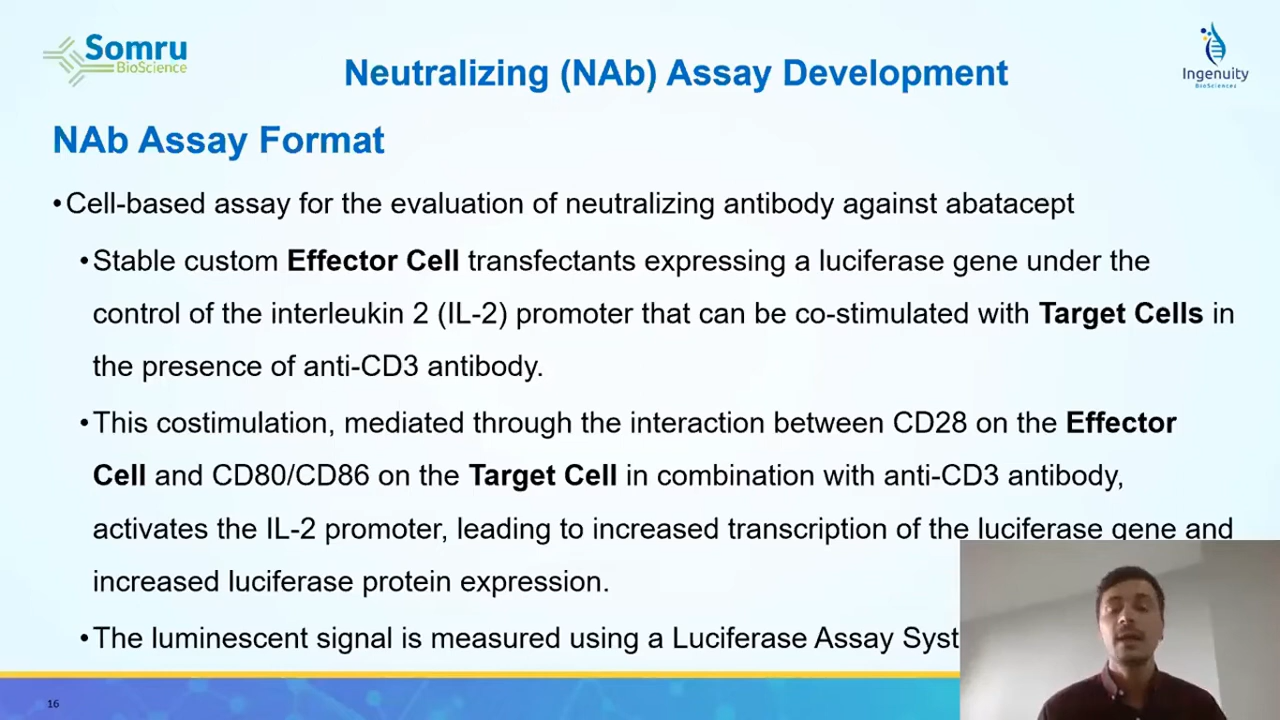 Somru
BioScience
Neutralizing (NAb) Assay Development
Ingenuity
BioSciences
NAb Assay Format
•Cell-based assay for the evaluation of neutralizing antibody against abatacept
•Stable custom Effector Cell transfectants expressing a luciferase gene under the
control of the interleukin 2 (IL-2) promoter that can be co-stimulated with Target Cells in
the presence of anti-CD3 antibody.
•This costimulation, mediated through the interaction between CD28 on the Effector
Cell and CD80/CD86 on the Target Cell in combination with anti-CD3 antibody,
activates the IL-2 promoter, leading to increased transcription of the luciferase gene and
increased luciferase protein expression.
•The luminescent signal is measured using a Luciferase Assay Syst
16